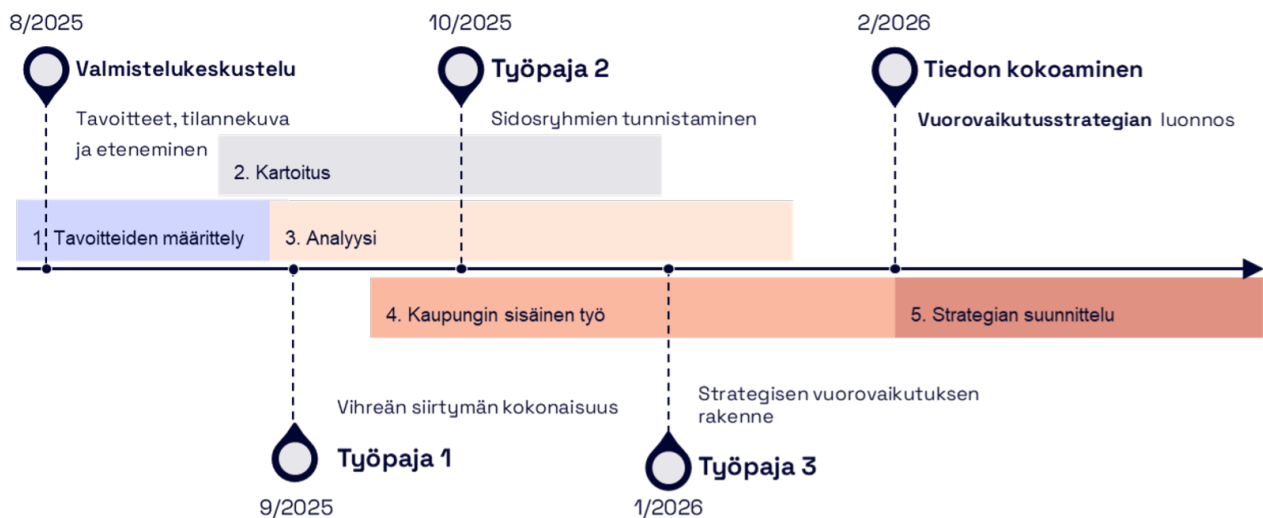 8/2025
Valmistelukeskustelu
Tavoitteet, tilannekuva
ja eteneminen
10/2025
Työpaja 2
Sidosryhmien tunnistaminen
2/2026
Tiedon kokoaminen
Vuorovaikutusstrategian luonnos
2. Kartoitus
1. Tavoitteiden määrittely
3. Analyysi
4. Kaupungin sisäinen työ
5. Strategian suunnittelu
Vihreän siirtymän kokonaisuus
Työpaja 1
9/2025
Strategisen vuorovaikutuksen
rakenne
Työpaja 3
1/2026